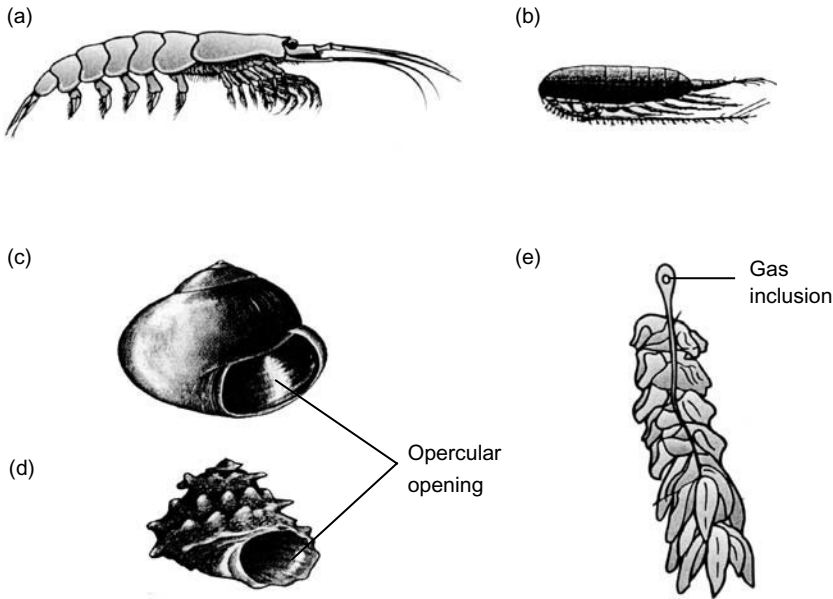 (a)
(b)
(c)
(e)
Gas
inclusion
(d)
Opercular
opening